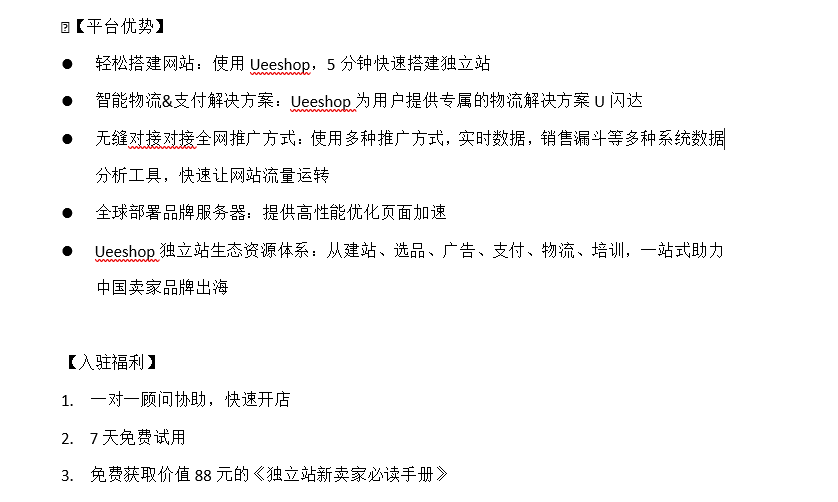 【平台优势】
● 轻松搭建网站：使用 Ueeshop，5 分钟快速搭建独立站
● 智能物流&支付解决方案：Ueeshop 为用户提供专属的物流解决方案 U 闪达
● 无缝对接对接全网推广方式：使用多种推广方式，实时数据，销售漏斗等多种系统数据
分析工具，快速让网站流量运转
● 全球部署品牌服务器：提供高性能优化页面加速
● Ueeshop 独立站生态资源体系：从建站、选品、广告、支付、物流、培训，一站式助力
中国卖家品牌出海
【入驻福利】
1. 一对一顾问协助，快速开店
2. 7 天免费试用
3. 免费获取价值 88 元的《独立站新卖家必读手册》